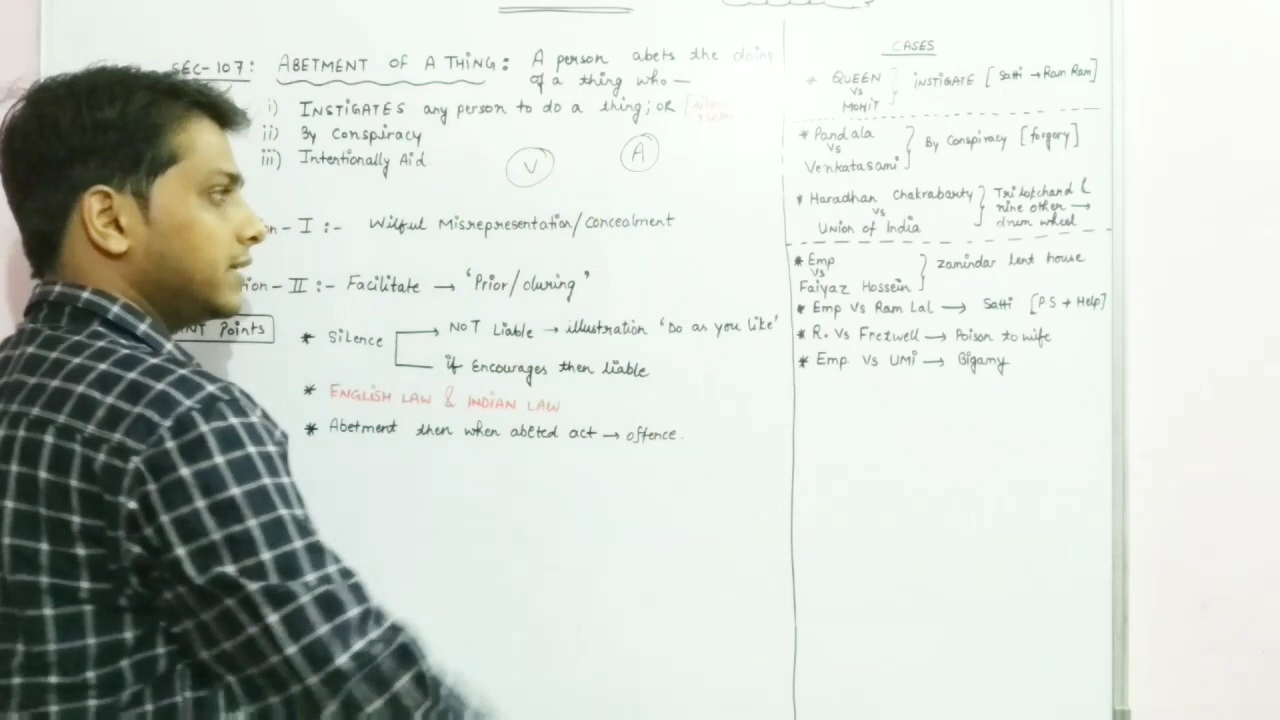 SEC-107: ABETMENT OF A THING: A person abets the doing
of a thing who —
i) INSTIGATES any person to do a thing; OR
ii) By Conspiracy
iii) Intentionally Aid
V
A
on - I :- Wilful Misrepresentation/Concealment
ion - II :- Facilitate → 'Prior/during'
ANT Points
* Silence
NOT Liable → illustration 'Do as you like'
if Encourages then liable
* ENGLISH LAW & INDIAN LAW
* Abetment then when abeted act → offence.
CASES
* QUEEN
vs
MOHIT
INSTIGATE [Satti → Ram Ram]
* Pandala
vs
Venkatasami
By Conspiracy [forgery]
* Haradhan Chakrabarty
vs
Union of India
Trilokchand (
nine other →
drum wheel
* Emp
vs
Faiyaz Hossein
zamindar lent house
* Emp Vs Ram Lal → Satti [P.S + Help]
* R. Vs Fretwell → Poison to wife
* Emp Vs UMI → Bigamy